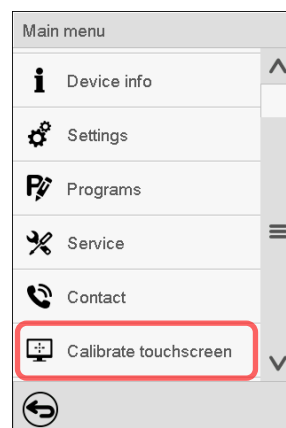 Main menu
Device info
Settings
Programs
Service
Contact
Calibrate touchscreen